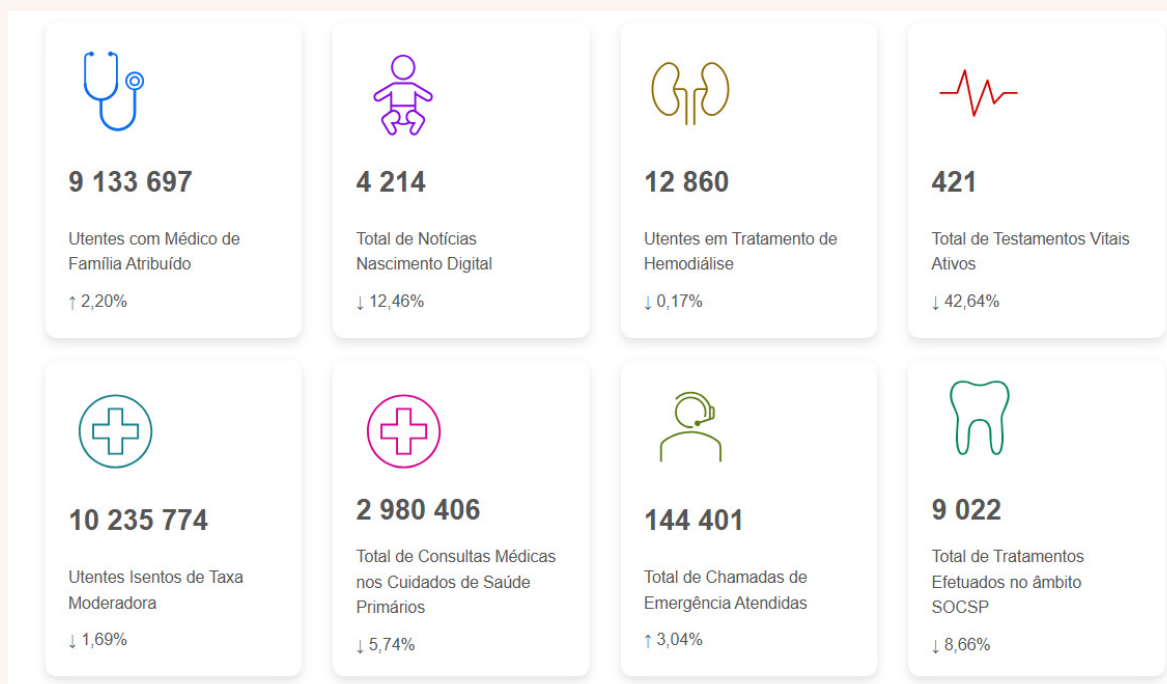 9 133 697
Utentes com Médico de
Família Atribuído
↑ 2,20%
4 214
Total de Notícias
Nascimento Digital
↓ 12,46%
12 860
Utentes em Tratamento de
Hemodiálise
↓ 0,17%
421
Total de Testamentos Vitais
Ativos
↓ 42,64%
10 235 774
Utentes Isentos de Taxa
Moderadora
↓ 1,69%
2 980 406
Total de Consultas Médicas
nos Cuidados de Saúde
Primários
↓ 5,74%
144 401
Total de Chamadas de
Emergência Atendidas
↑ 3,04%
9 022
Total de Tratamentos
Efetuados no âmbito
SOCSP
↓ 8,66%